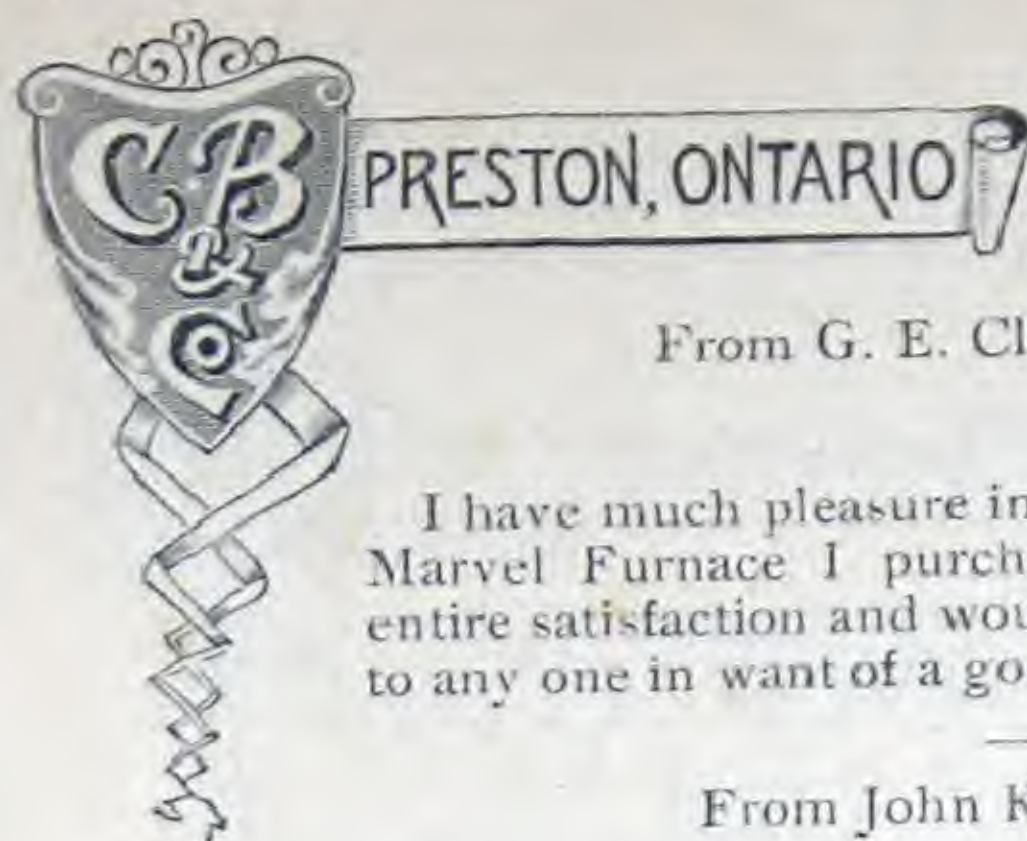 CB
&
Co
PRESTON, ONTARIO
From G. E. Cl
I have much pleasure in
Marvel Furnace I purch
entire satisfaction and wou
to any one in want of a go
From John K